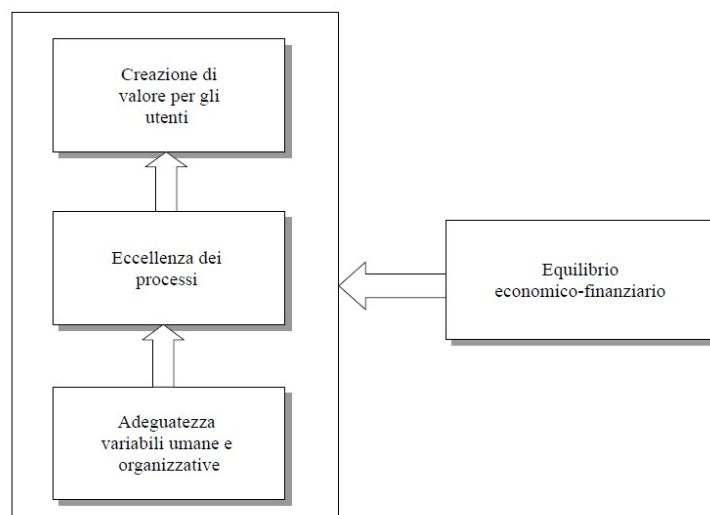 Creazione di
valore per gli
utenti
Eccellenza dei
processi
Equilibrio
economico-finanziario
Adeguatezza
variabili umane e
organizzative